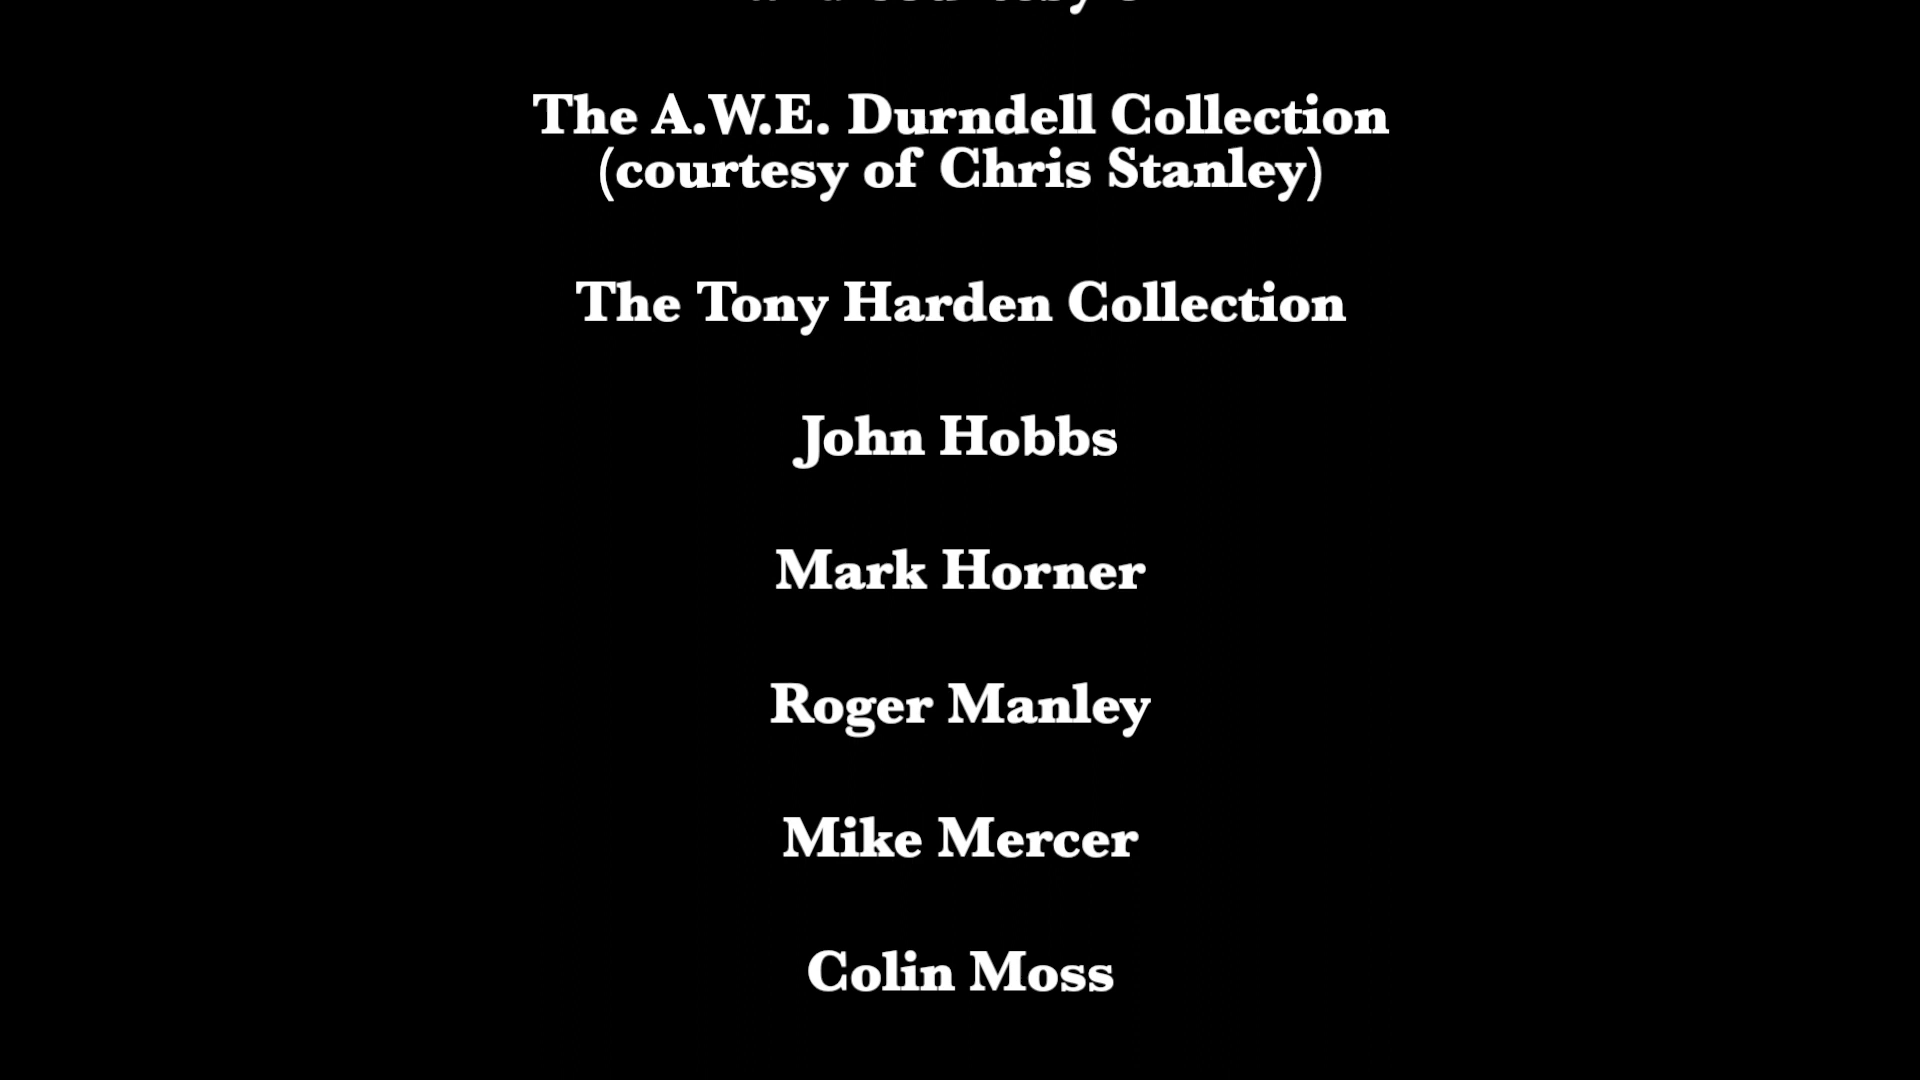 The A.W.E. Durndell Collection
(courtesy of Chris Stanley)
The Tony Harden Collection
John Hobbs
Mark Horner
Roger Manley
Mike Mercer
Colin Moss